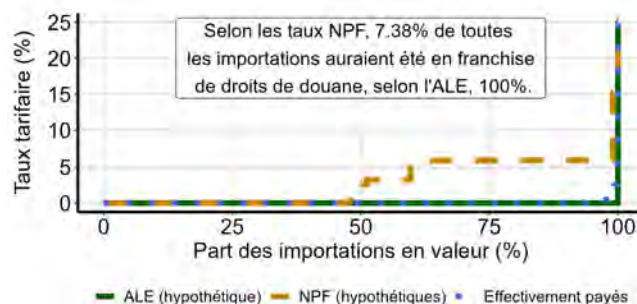 25
20
15
10
5
0
Taux tarifaire (%)
Selon les taux NPF, 7.38% de toutes
les importations auraient été en franchise
de droits de douane, selon l'ALE, 100%.
0 25 50 75 100
Part des importations en valeur (%)
ALE (hypothétique) NPF (hypothétiques) Effectivement payés